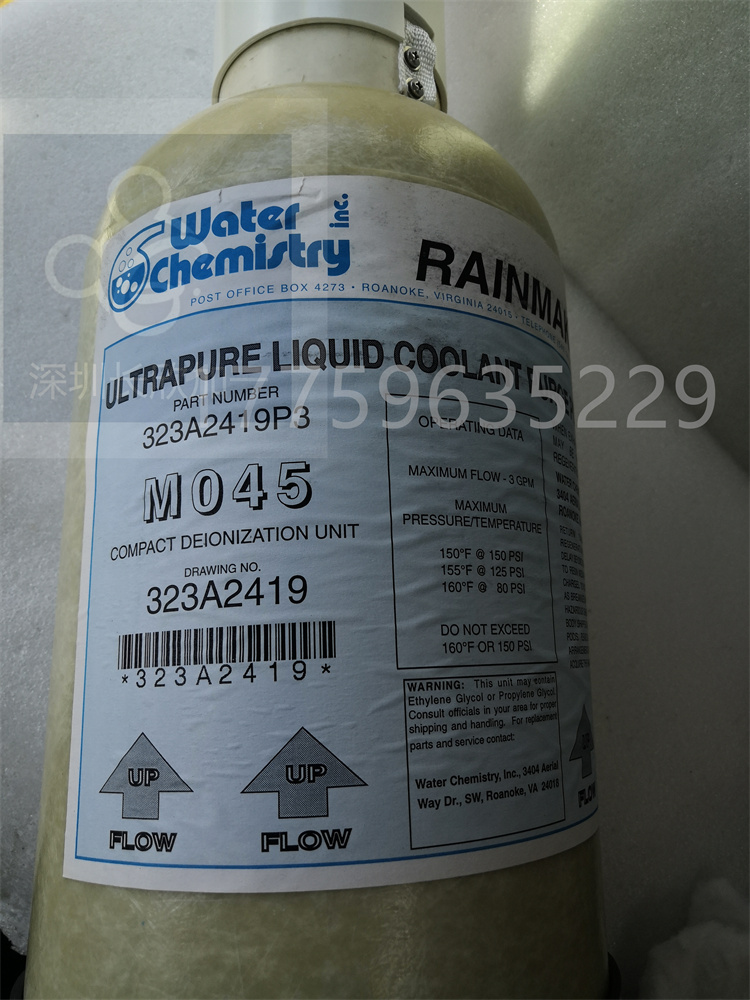 Water
Chemistry inc.
POST OFFICE BOX 4273 • ROANOKE, VIRGINIA 24015 •
RAINMA
ULTRAPURE LIQUID COOLANT
PART NUMBER
323A2419P3
M045
COMPACT DEIONIZATION UNIT
DRAWING NO.
323A2419
*323A2419*
UP
FLOW
UP
FLOW
OPERATING DATA
MAXIMUM FLOW - 3 GPM
MAXIMUM
PRESSURE/TEMPERATURE
150°F @ 150 PSI
155°F @ 125 PSI
160°F @ 80 PSI
DO NOT EXCEED
160°F OR 150 PSI
WARNING: This unit may contain
Ethylene Glycol or Propylene Glycol.
Consult officials in your area for proper
shipping and handling. For replacement
parts and service contact:
Water Chemistry, Inc., 3404 Aerial
Way Dr., SW, Roanoke, VA 24018
UP
FLOW
深圳
17759635229